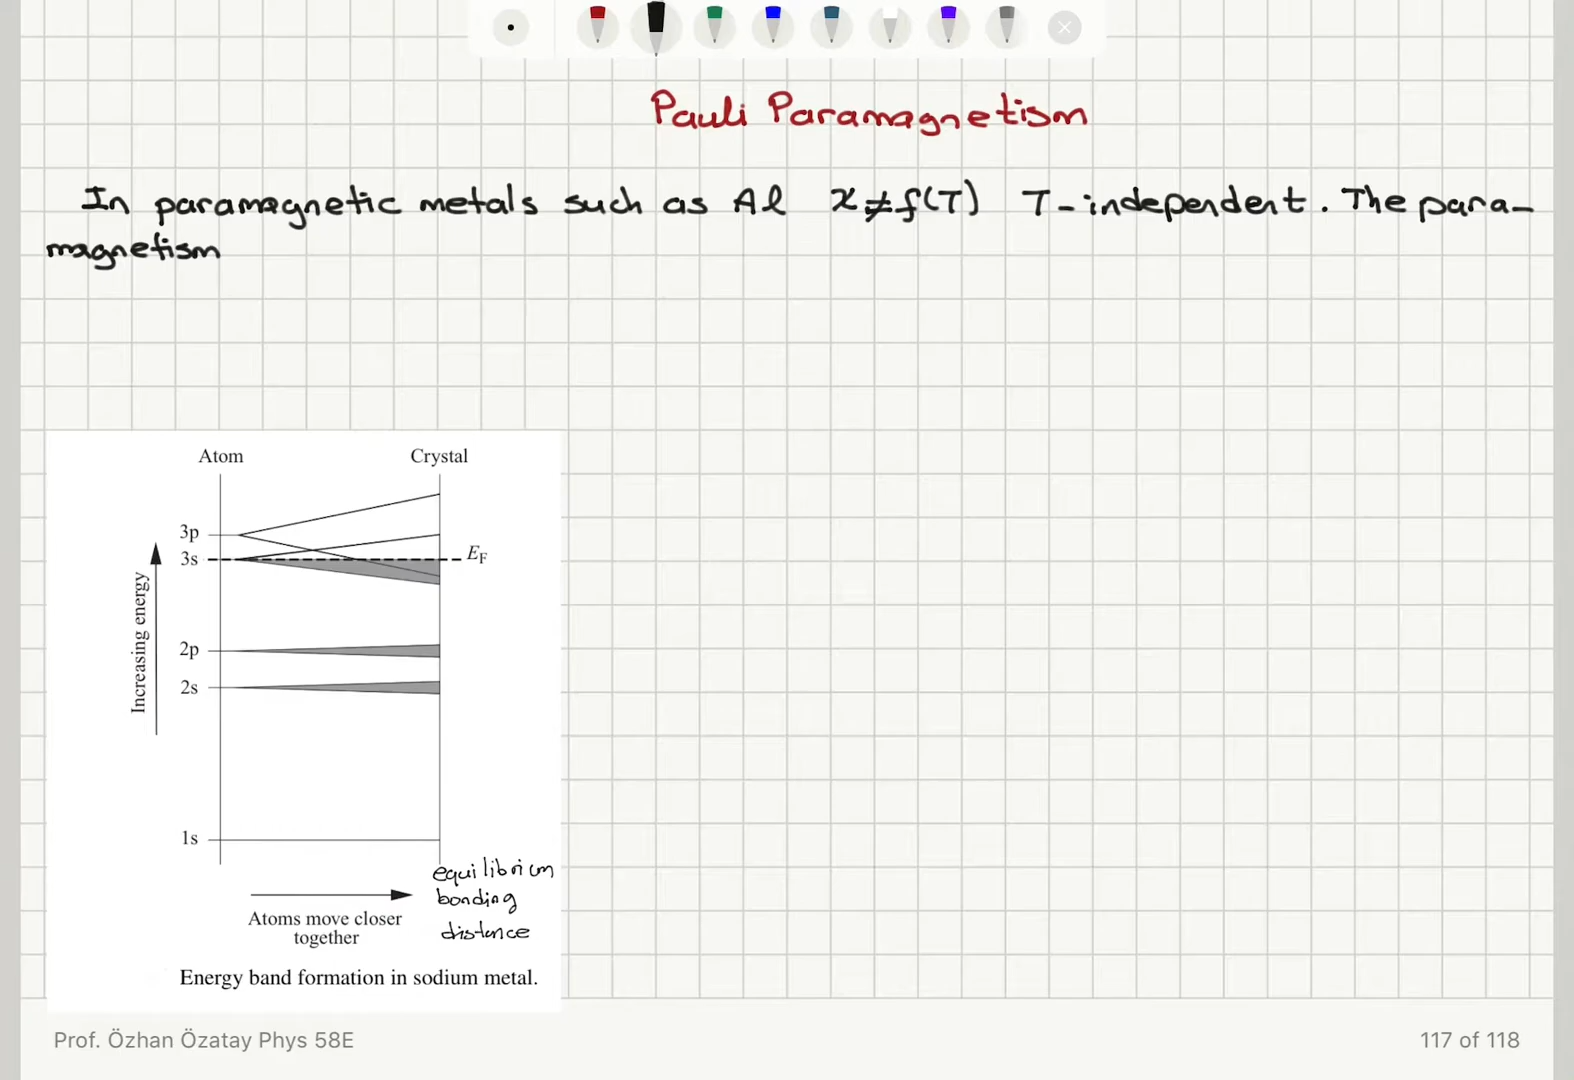 Pauli Paramagnetism
In paramagnetic metals such as Al χ≠f(T) T-independent. The para-
magnetism
Atom Crystal
3p
3s
E_F
Increasing energy
2p
2s
1s
equilibrium
bonding
distance
Atoms move closer
together
Energy band formation in sodium metal.
Prof. Özhan Özatay Phys 58E
117 of 118